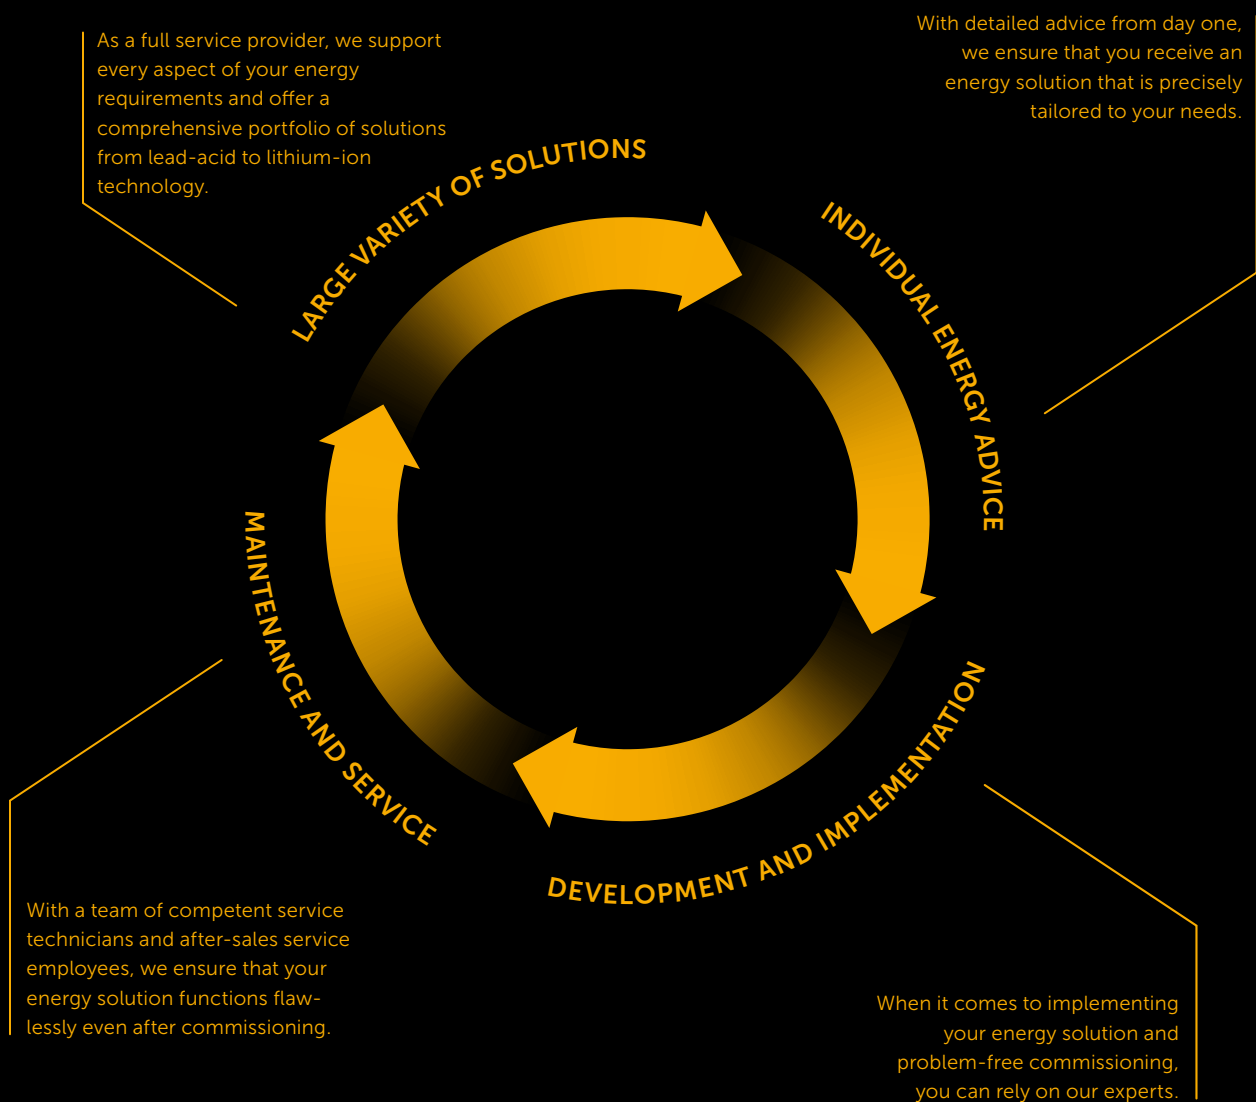 As a full service provider, we support
every aspect of your energy
requirements and offer a
comprehensive portfolio of solutions
from lead-acid to lithium-ion
technology.
LARGE VARIETY OF SOLUTIONS
With detailed advice from day one,
we ensure that you receive an
energy solution that is precisely
tailored to your needs.
INDIVIDUAL ENERGY ADVICE
MAINTENANCE AND SERVICE
With a team of competent service
technicians and after-sales service
employees, we ensure that your
energy solution functions flaw-
lessly even after commissioning.
DEVELOPMENT AND IMPLEMENTATION
When it comes to implementing
your energy solution and
problem-free commissioning,
you can rely on our experts.